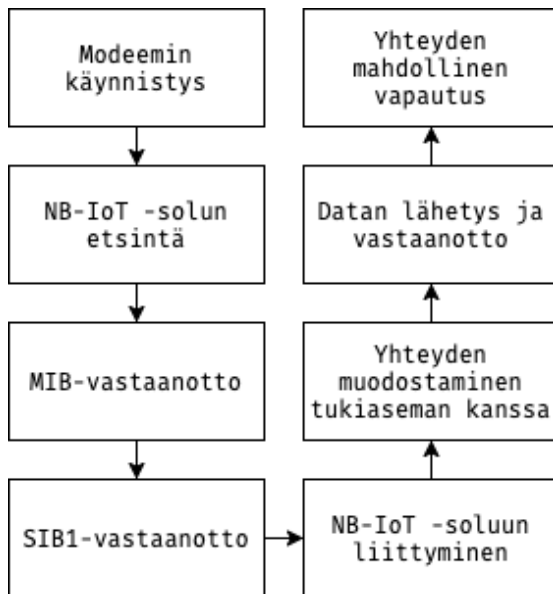 Modeemin
käynnistys
NB-IoT -solun
etsintä
MIB-vastaanotto
SIB1-vastaanotto
NB-IoT -soluun
liittyminen
Yhteyden
muodostaminen
tukiaseman kanssa
Datan lähetys ja
vastaanotto
Yhteyden
mahdollinen
vapautus